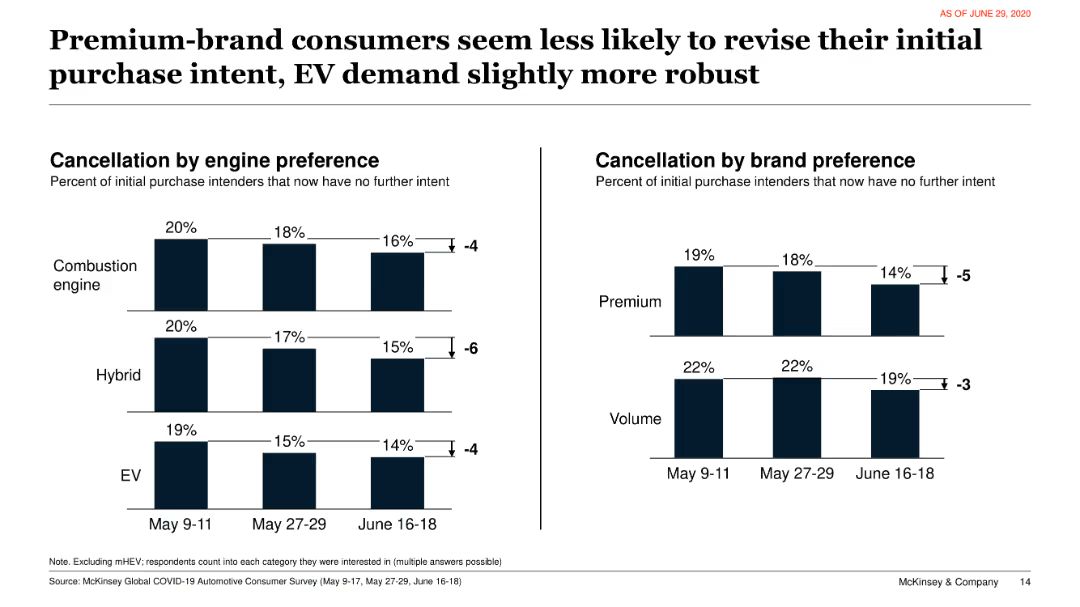 AS OF JUNE 29, 2020
Premium-brand consumers seem less likely to revise their initial
purchase intent, EV demand slightly more robust
Cancellation by engine preference
Percent of initial purchase intenders that now have no further intent
20%
18%
16%
-4
Combustion
engine
20%
17%
15%
-6
Hybrid
19%
15%
14%
-4
EV
May 9-11
May 27-29
June 16-18
Cancellation by brand preference
Percent of initial purchase intenders that now have no further intent
19%
18%
14%
-5
Premium
22%
22%
19%
-3
Volume
May 9-11
May 27-29
June 16-18
Note. Excluding mHEV; respondents count into each category they were interested in (multiple answers possible)
Source: McKinsey Global COVID-19 Automotive Consumer Survey (May 9-17, May 27-29, June 16-18)
McKinsey & Company
14